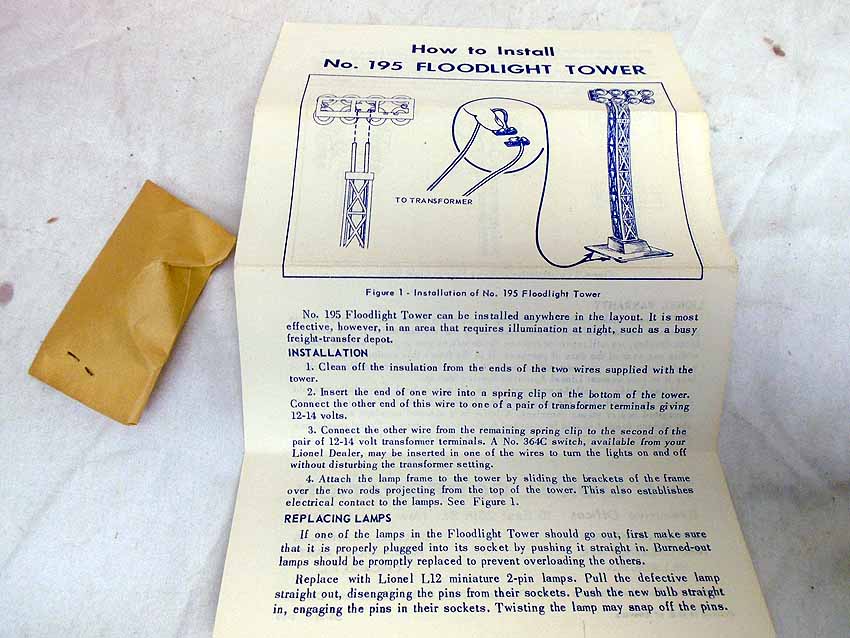 How to Install
No. 195 FLOODLIGHT TOWER
TO TRANSFORMER
Figure 1 - Installation of No. 195 Floodlight Tower
No. 195 Floodlight Tower can be installed anywhere in the layout. It is most
effective, however, in an area that requires illumination at night, such as a busy
freight-transfer depot.
INSTALLATION
1. Clean off the insulation from the ends of the two wires supplied with the
tower.
2. Insert the end of one wire into a spring clip on the bottom of the tower.
Connect the other end of this wire to one of a pair of transformer terminals giving
12-14 volts.
3. Connect the other wire from the remaining spring clip to the second of the
pair of 12-14 volt transformer terminals. A No. 364C switch, available from your
Lionel Dealer, may be inserted in one of the wires to turn the lights on and off
without disturbing the transformer setting.
4. Attach the lamp frame to the tower by sliding the brackets of the frame
over the two rods projecting from the top of the tower. This also establishes
electrical contact to the lamps. See Figure 1.
REPLACING LAMPS
If one of the lamps in the Floodlight Tower should go out, first make sure
that it is properly plugged into its socket by pushing it straight in. Burned-out
lamps should be promptly replaced to prevent overloading the others.
Replace with Lionel L12 miniature 2-pin lamps. Pull the defective lamp
straight out, disengaging the pins from their sockets. Push the new bulb straight
in, engaging the pins in their sockets. Twisting the lamp may snap off the pins.